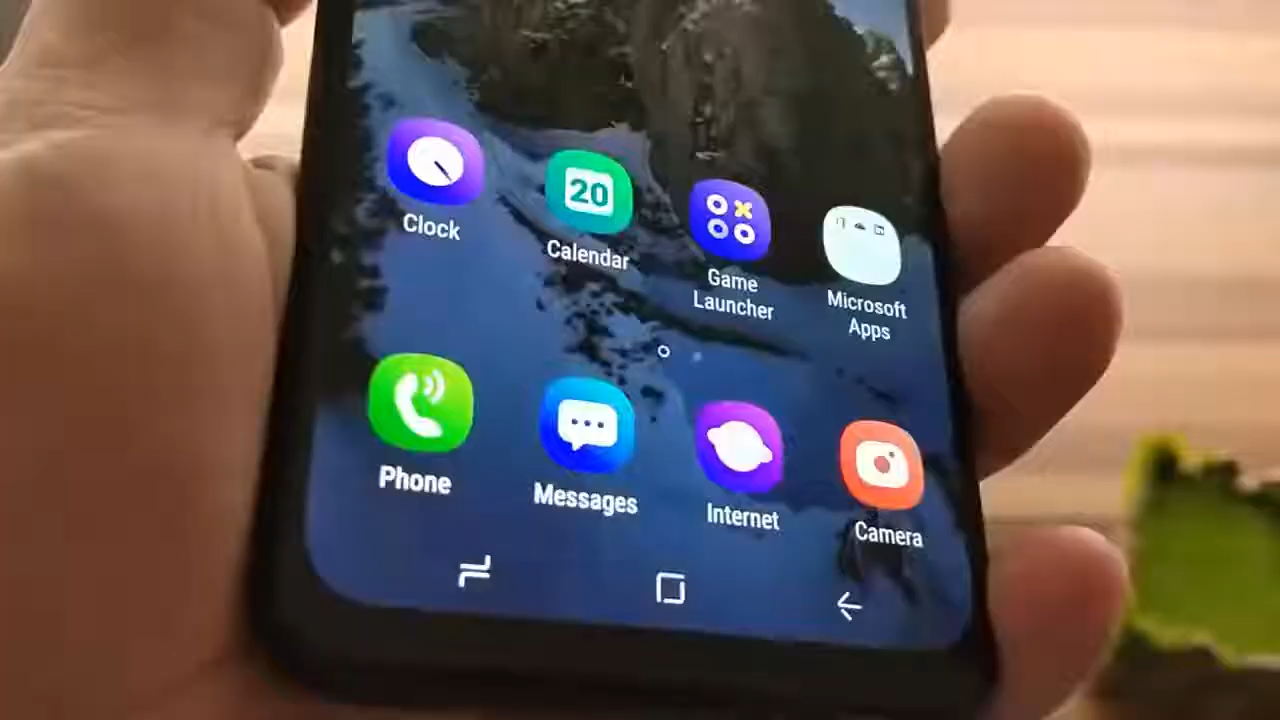 Clock
20
Calendar
Game
Launcher
Microsoft
Apps
Phone
Messages
Internet
Camera